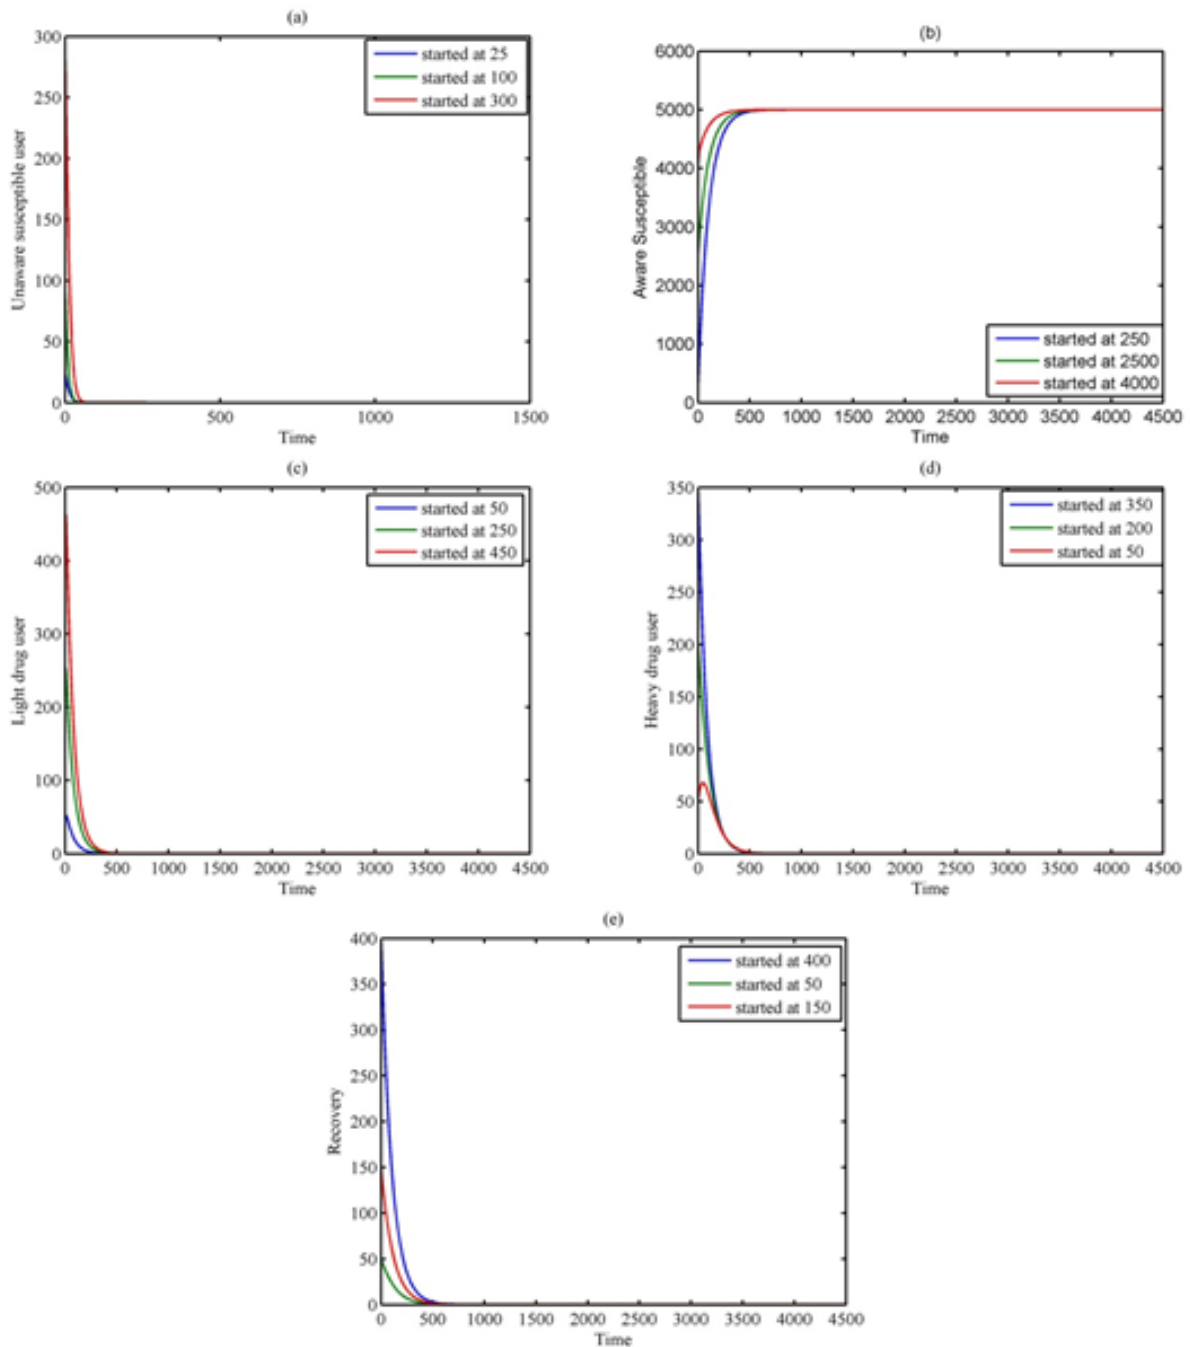 (a)
300
250
200
150
100
50
0
Unaware susceptible user
started at 25
started at 100
started at 300
0 500 1000 1500
Time
(b)
6000
5000
4000
3000
2000
1000
0
Aware Susceptible
started at 250
started at 2500
started at 4000
0 500 1000 1500 2000 2500 3000 3500 4000 4500
Time
(c)
500
400
300
200
100
0
Light drug user
started at 50
started at 250
started at 450
0 500 1000 1500 2000 2500 3000 3500 4000 4500
Time
(d)
350
300
250
200
150
100
50
0
Heavy drug user
started at 350
started at 200
started at 50
0 500 1000 1500 2000 2500 3000 3500 4000 4500
Time
(e)
400
350
300
250
200
150
100
50
0
Recovery
started at 400
started at 50
started at 150
0 500 1000 1500 2000 2500 3000 3500 4000 4500
Time